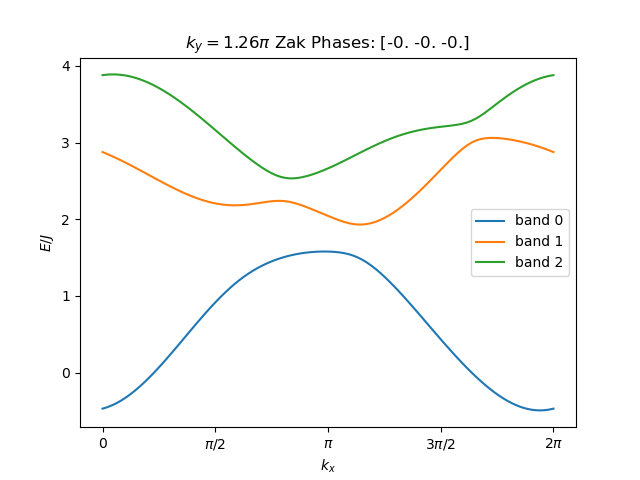 $k_y = 1.26\pi$ Zak Phases: [-0. -0. -0.]
4
3
2
1
0
E/J
band 0
band 1
band 2
0
π/2
π
3π/2
2π
$k_x$